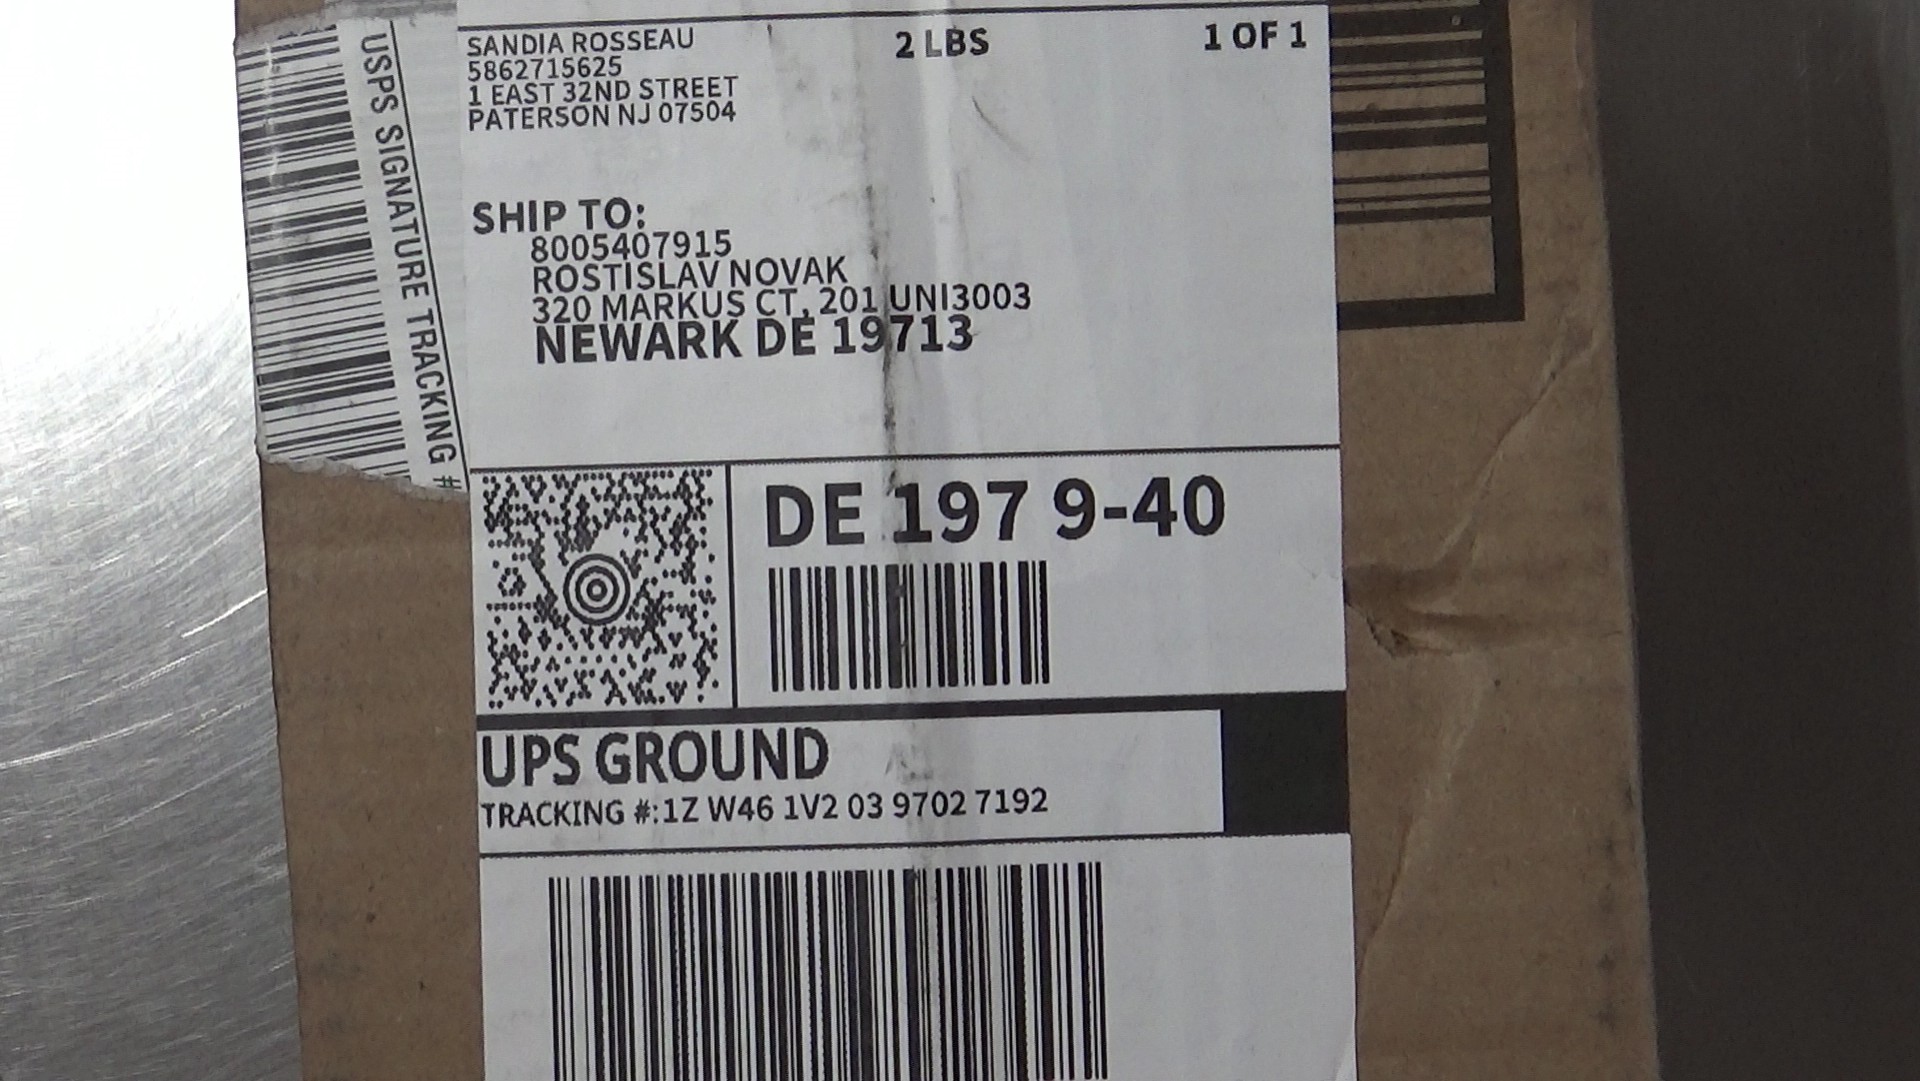 SANDIA ROSSEAU
5862715625
1 EAST 32ND STREET
PATERSON NJ 07504
2 LBS
1 OF 1
SHIP TO:
8005407915
ROSTISLAV NOVAK
320 MARKUS CT, 201 UNI3003
NEWARK DE 19713
DE 197 9-40
UPS GROUND
TRACKING #:1Z W46 1V2 03 9702 7192
USPS SIGNATURE TRACKING #